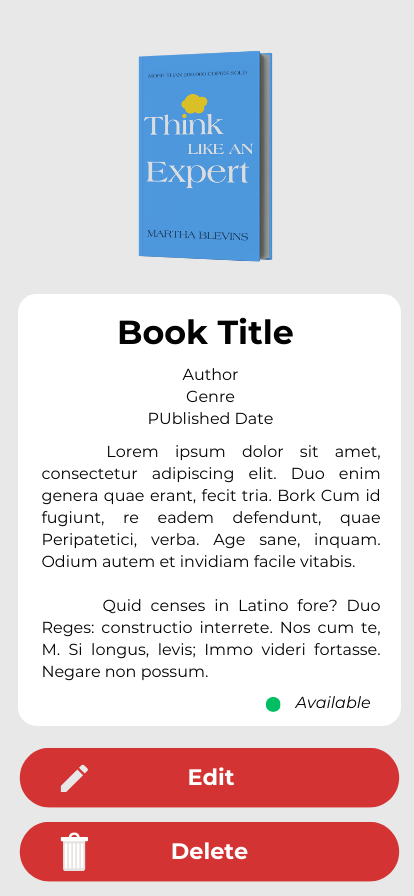 MORE THAN 200,000 COPIES SOLD
Think
LIKE AN
Expert
MARTHA BLEVINS
Book Title
Author
Genre
PUblished Date
Lorem ipsum dolor sit amet,
consectetur adipiscing elit. Duo enim
genera quae erant, fecit tria. Bork Cum id
fugiunt, re eadem defendunt, quae
Peripatetici, verba. Age sane, inquam.
Odium autem et invidiam facile vitabis.
Quid censes in Latino fore? Duo
Reges: constructio interrete. Nos cum te,
M. Si longus, levis; Immo videri fortasse.
Negare non possum.
Available
Edit
Delete